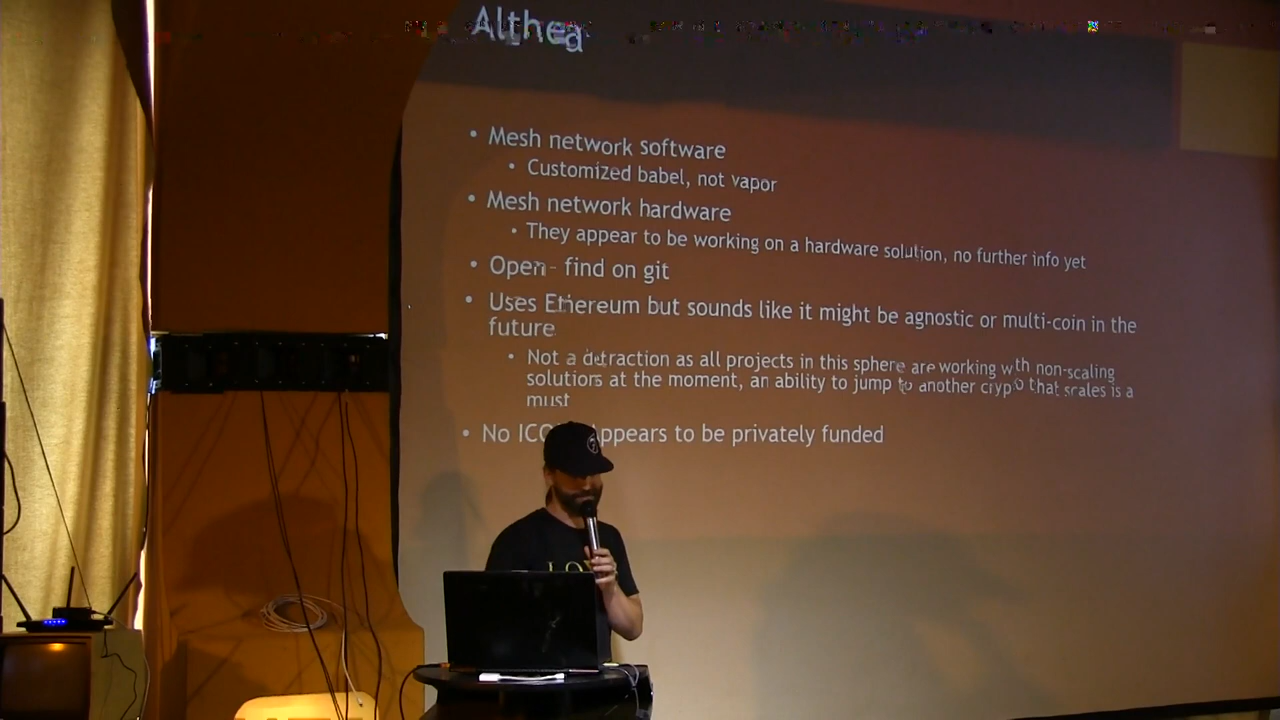 Althea
• Mesh network software
• Customized babel, not vapor
• Mesh network hardware
• They appear to be working on a hardware solution, no further info yet
• Open - find on git
• Uses Ethereum but sounds like it might be agnostic or multi-coin in the
future
• Not a detraction as all projects in this sphere are working with non-scaling
solutions at the moment, an ability to jump to another crypto that scales is a
must
• No ICO Appears to be privately funded